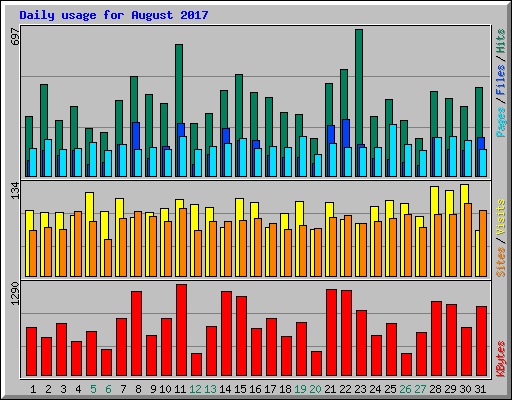 Daily usage for August 2017
697
Pages / Files / Hits
134
Sites / Visits
1290
KBytes
1 2 3 4 5 6 7 8 9 10 11 12 13 14 15 16 17 18 19 20 21 22 23 24 25 26 27 28 29 30 31